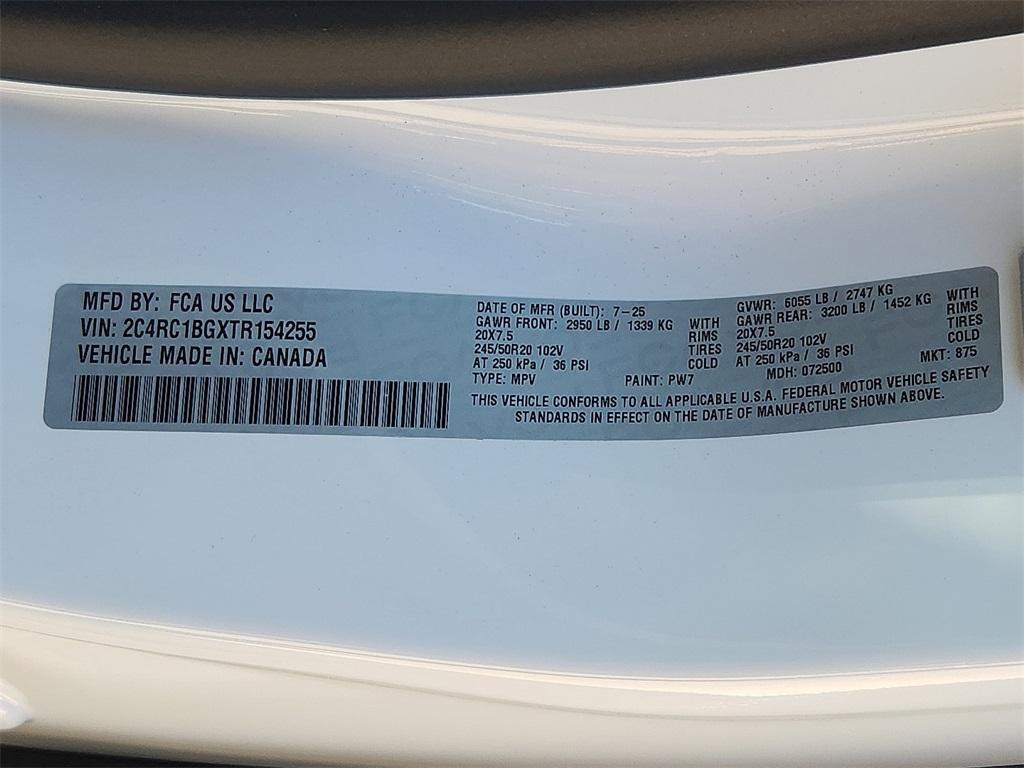 MFD BY: FCA US LLC
VIN: 2C4RC1BGXTR154255
VEHICLE MADE IN: CANADA
DATE OF MFR (BUILT): 7-25
GAWR FRONT: 2950 LB / 1339 KG WITH
20X7.5 RIMS
245/50R20 102V TIRES
AT 250 kPa / 36 PSI COLD
TYPE: MPV PAINT: PW7
GVWR: 6055 LB / 2747 KG
GAWR REAR: 3200 LB / 1452 KG WITH
20X7.5 RIMS
245/50R20 102V TIRES
AT 250 kPa / 36 PSI COLD
MDH: 072500 MKT: 875
THIS VEHICLE CONFORMS TO ALL APPLICABLE U.S.A. FEDERAL MOTOR VEHICLE SAFETY
STANDARDS IN EFFECT ON THE DATE OF MANUFACTURE SHOWN ABOVE.